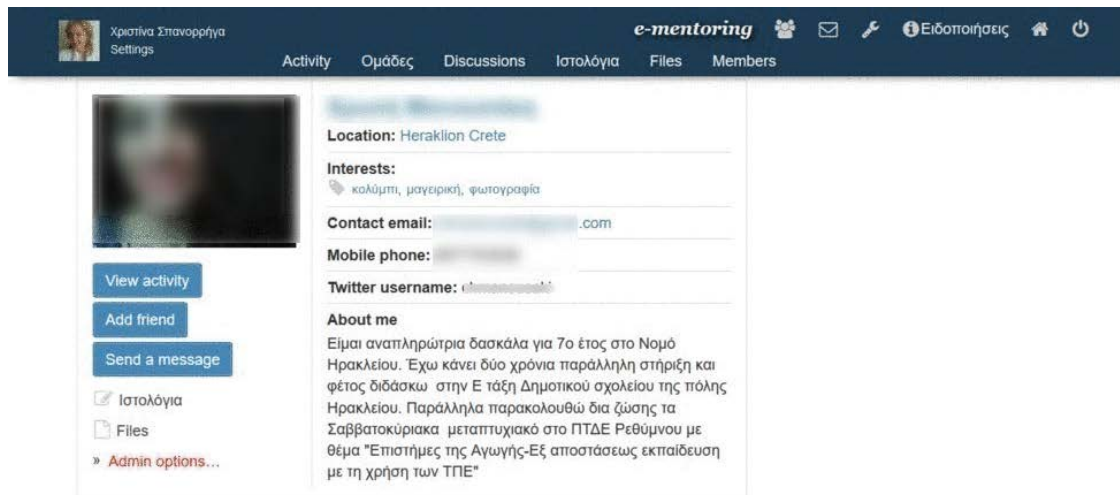 Χριστίνα Σπανορρήγα
Settings
e-mentoring
Ειδοποιήσεις
Activity Ομάδες Discussions Ιστολόγια Files Members
Location: Heraklion Crete
Interests:
κολύμπι, μαγειρική, φωτογραφία
Contact email: .com
Mobile phone:
Twitter username:
View activity
Add friend
Send a message
Ιστολόγια
Files
» Admin options...
About me
Είμαι αναπληρώτρια δασκάλα για 7ο έτος στο Νομό
Ηρακλείου. Έχω κάνει δύο χρόνια παράλληλη στήριξη και
φέτος διδάσκω στην Ε τάξη Δημοτικού σχολείου της πόλης
Ηρακλείου. Παράλληλα παρακολουθώ δια ζώσης τα
Σαββατοκύριακα μεταπτυχιακό στο ΠΤΔΕ Ρεθύμνου με
θέμα "Επιστήμες της Αγωγής-Εξ αποστάσεως εκπαίδευση
με τη χρήση των ΤΠΕ"